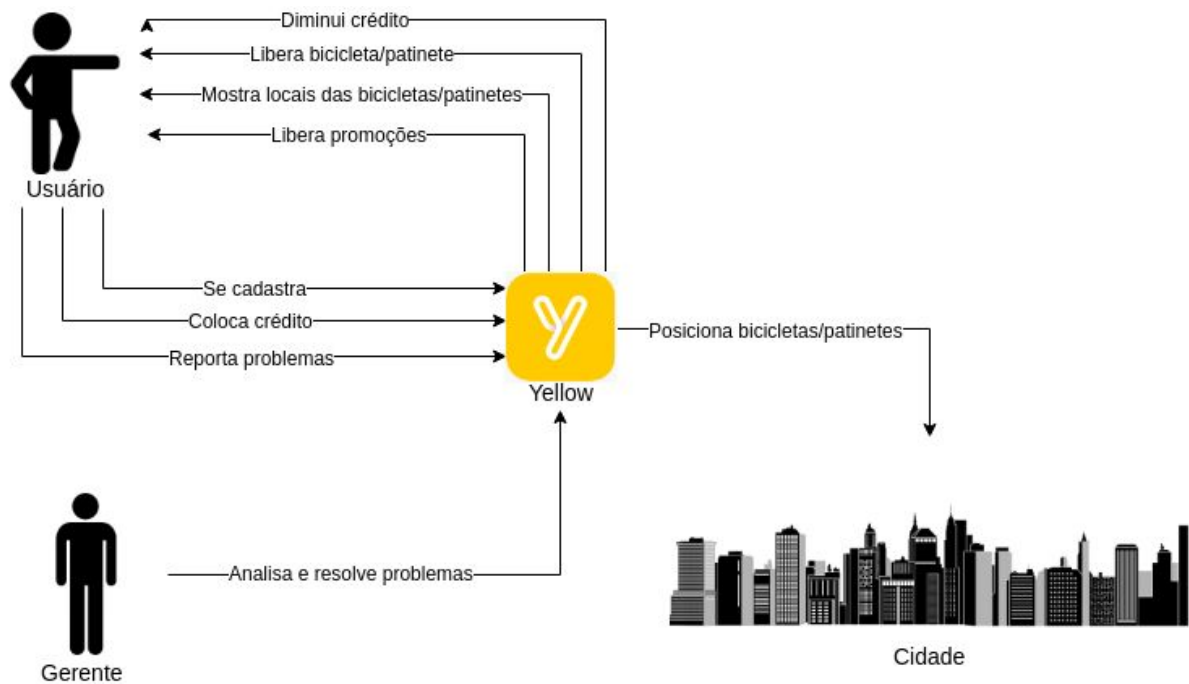 Diminui crédito
Libera bicicleta/patinete
Mostra locais das bicicletas/patinetes
Libera promoções
Usuário
Se cadastra
Coloca crédito
Reporta problemas
Posiciona bicicletas/patinetes
Yellow
Analisa e resolve problemas
Cidade
Gerente